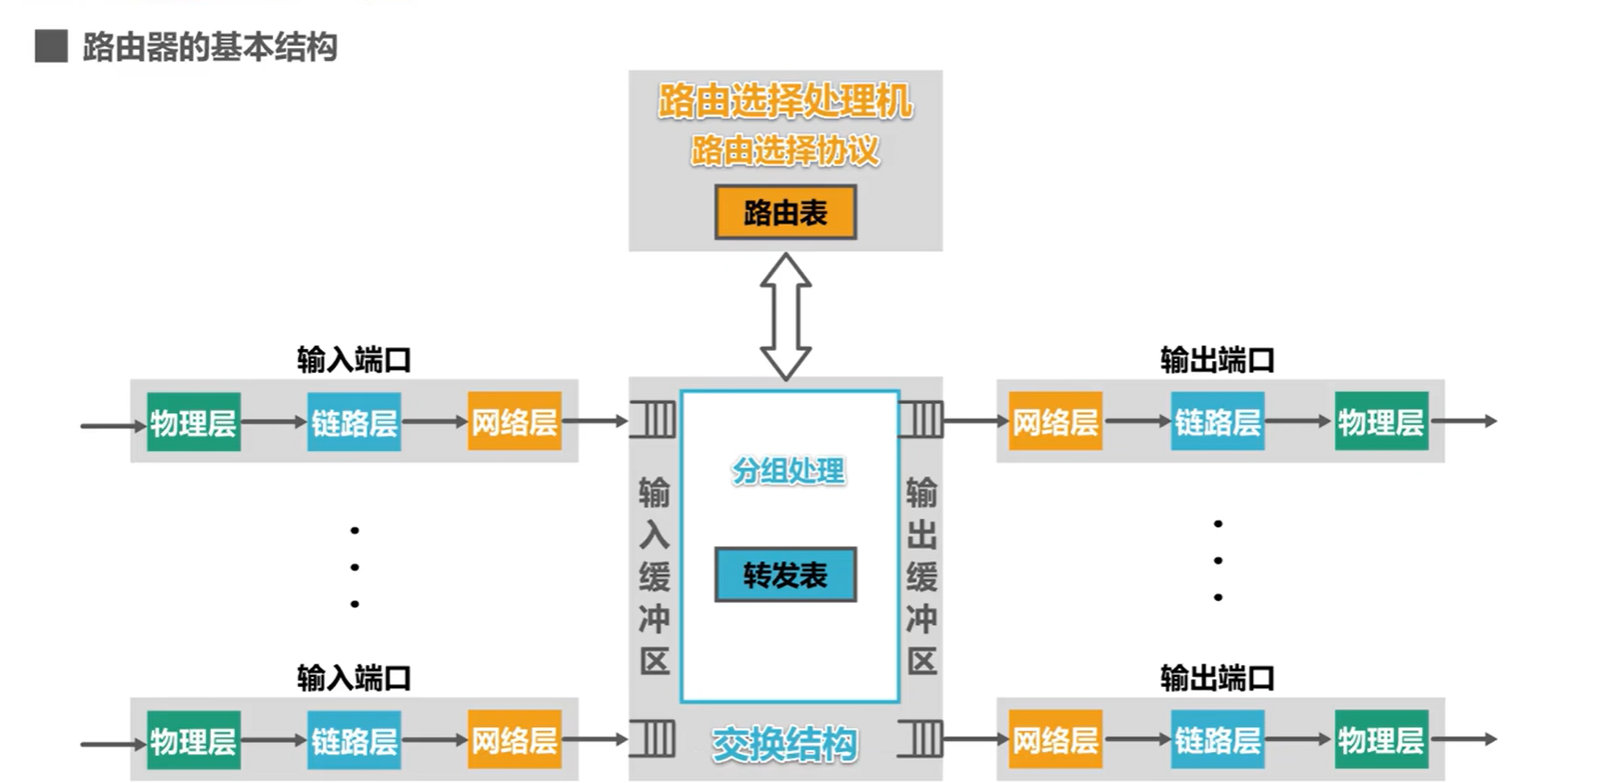 路由器的基本结构
路由选择处理机
路由选择协议
路由表
输入端口
物理层
链路层
网络层
输出端口
网络层
链路层
物理层
分组处理
转发表
输入缓冲区
输出缓冲区
输入端口
物理层
链路层
网络层
交换结构
输出端口
网络层
链路层
物理层